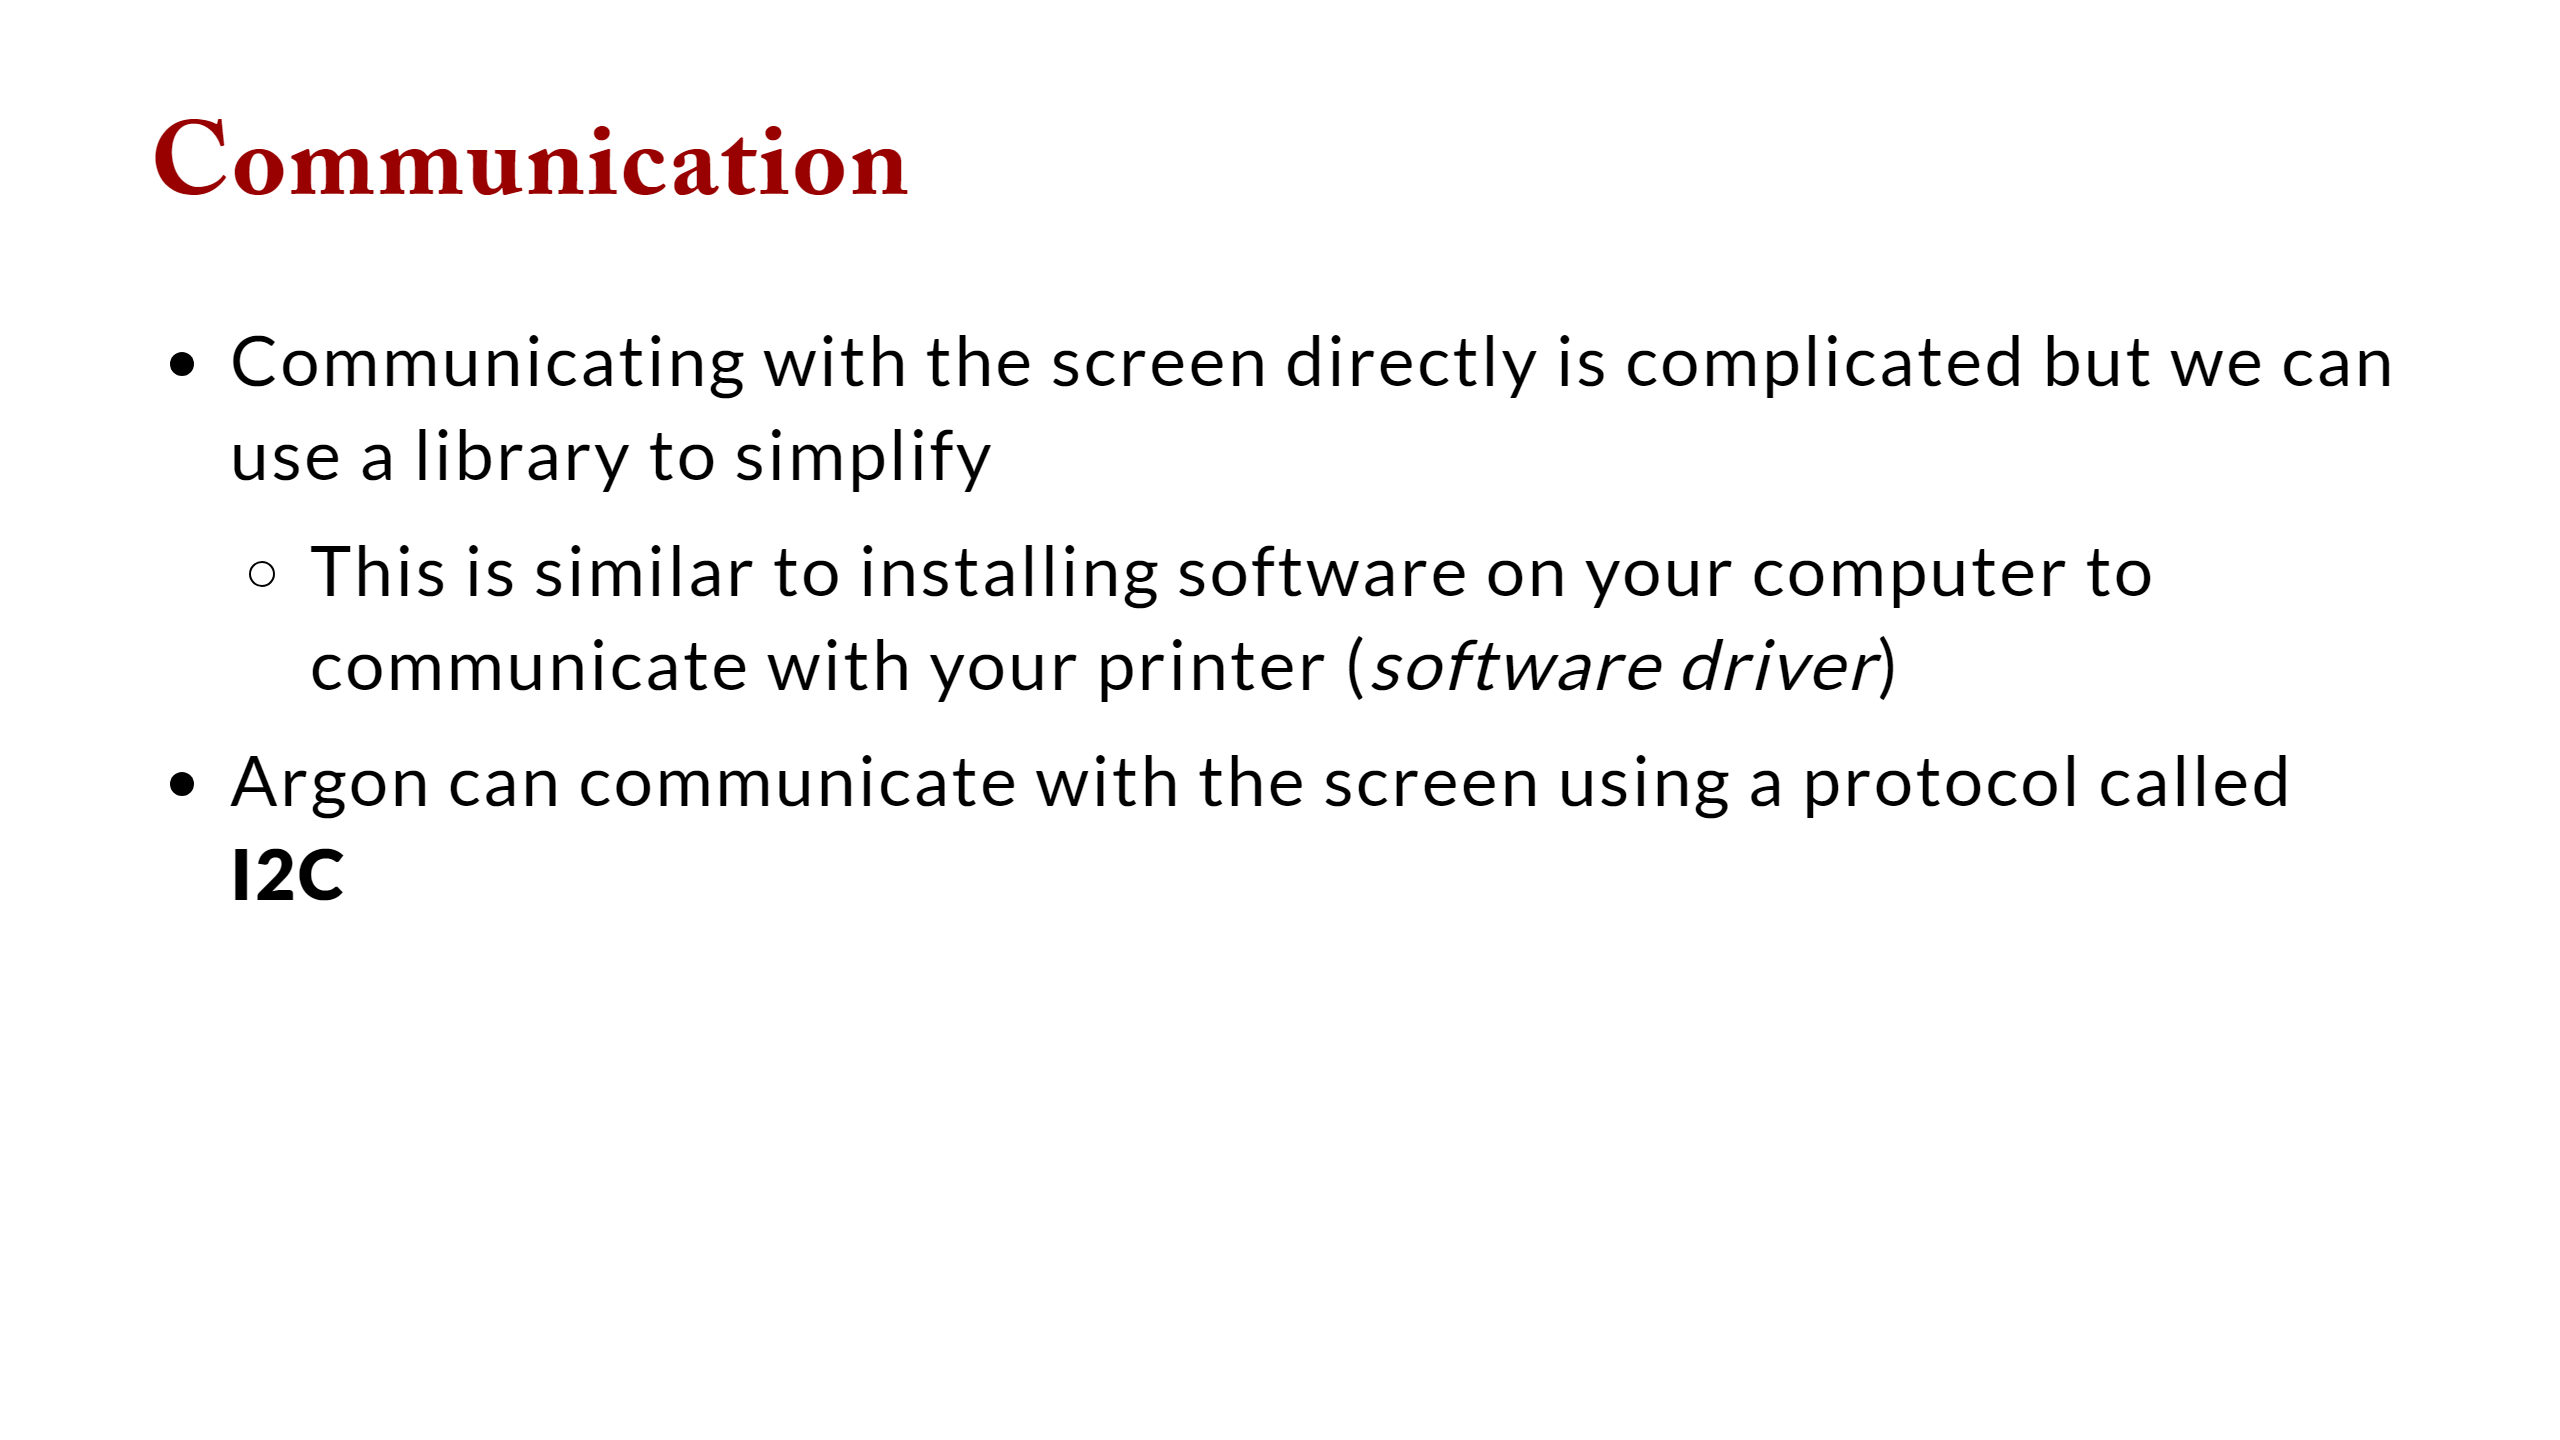 Communication
• Communicating with the screen directly is complicated but we can
use a library to simplify
◦ This is similar to installing software on your computer to
communicate with your printer (software driver)
• Argon can communicate with the screen using a protocol called
I2C